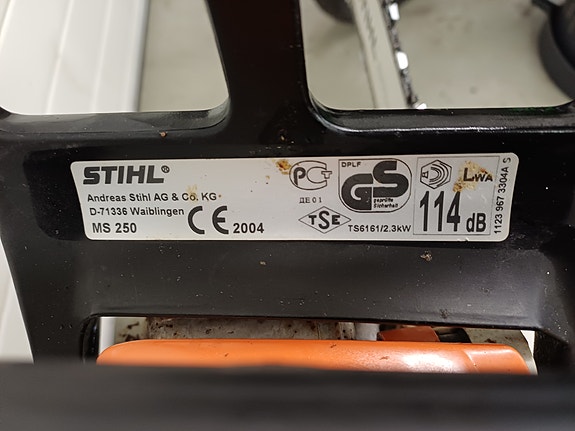 STIHL®
Andreas Stihl AG & Co. KG
D-71336 Waiblingen
MS 250
CE 2004
РСТ
ДЕ 01
TSE
DPLF
GS
geprüfte
Sicherheit
TS6161/2.3kW
LWA
114 dB
1123 967 3304A S